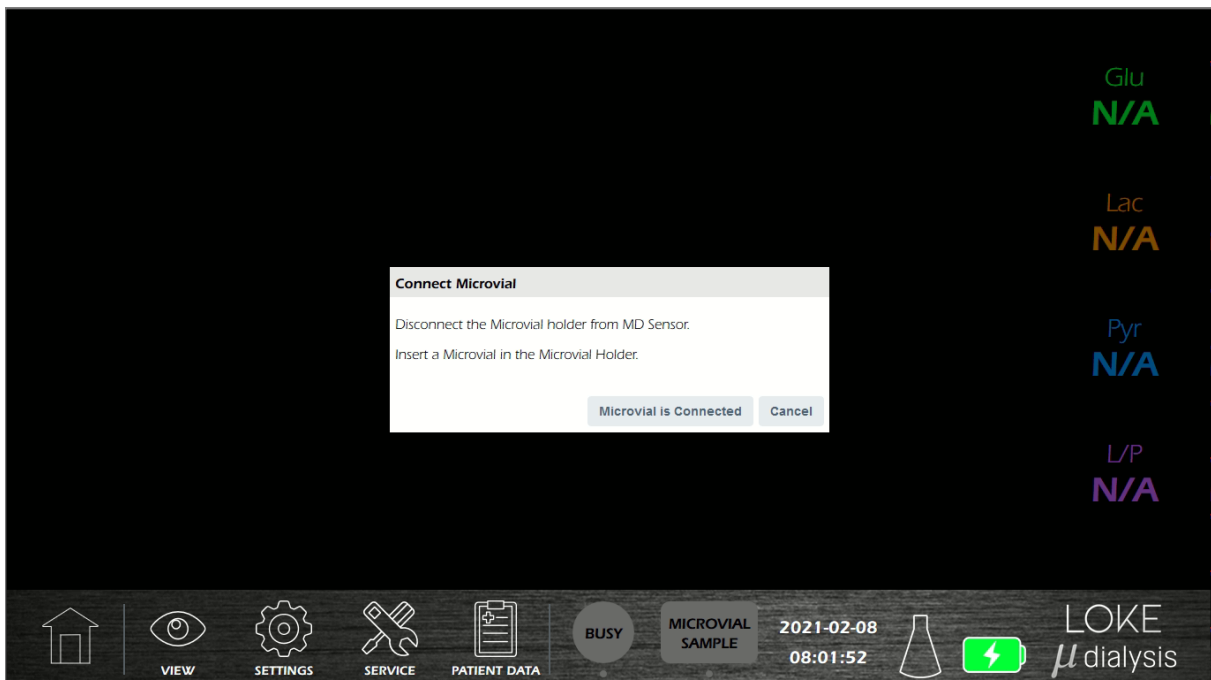 Glu
N/A
Lac
N/A
Connect Microvial
Disconnect the Microvial holder from MD Sensor.
Insert a Microvial in the Microvial Holder.
Microvial is Connected
Cancel
Pyr
N/A
L/P
N/A
VIEW
SETTINGS
SERVICE
PATIENT DATA
BUSY
MICROVIAL
SAMPLE
2021-02-08
08:01:52
LOKE
μ dialysis